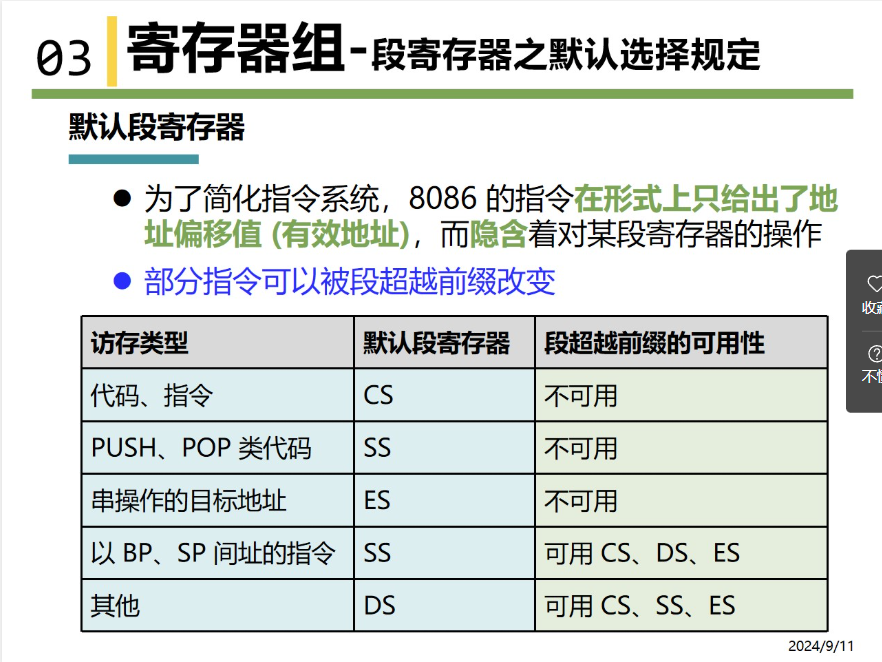 03 寄存器组-段寄存器之默认选择规定
默认段寄存器
● 为了简化指令系统，8086 的指令在形式上只给出了地
址偏移值 (有效地址)，而隐含着对某段寄存器的操作
● 部分指令可以被段超越前缀改变
访存类型 默认段寄存器 段超越前缀的可用性
代码、指令 CS 不可用
PUSH、POP 类代码 SS 不可用
串操作的目标地址 ES 不可用
以 BP、SP 间址的指令 SS 可用 CS、DS、ES
其他 DS 可用 CS、SS、ES
2024/9/11